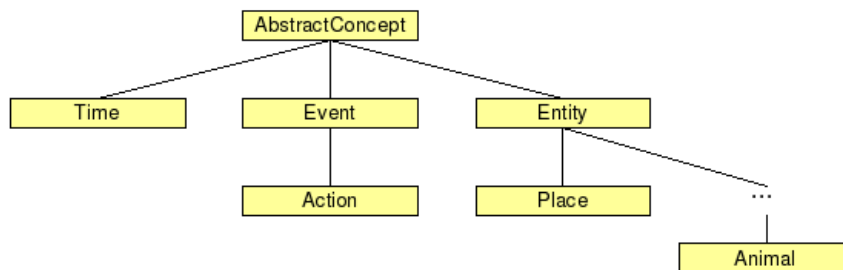 AbstractConcept
Time
Event
Entity
Action
Place
...
Animal